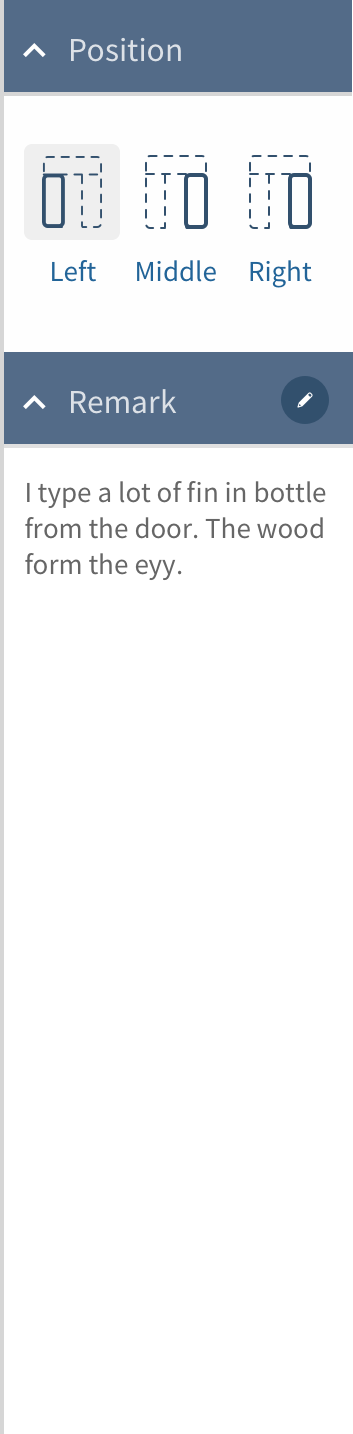 Position
Left Middle Right
Remark
I type a lot of fin in bottle
from the door. The wood
form the eyy.